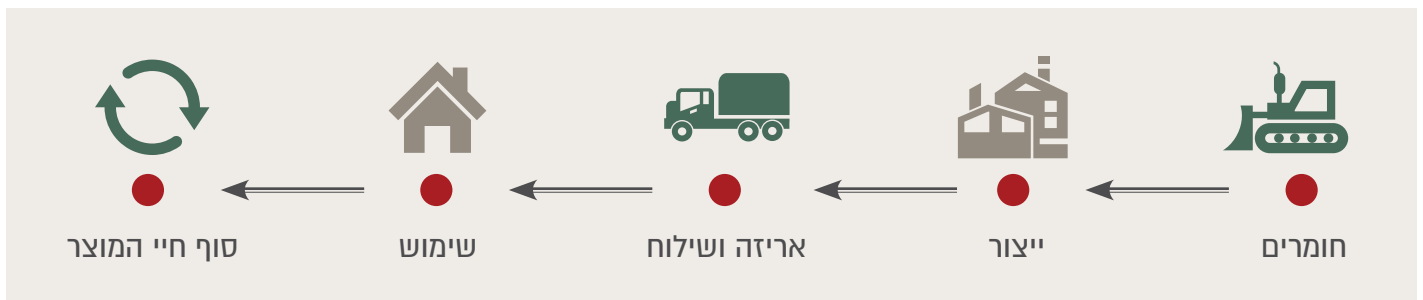 חומרים
ייצור
אריזה ושילוח
שימוש
סוף חיי המוצר